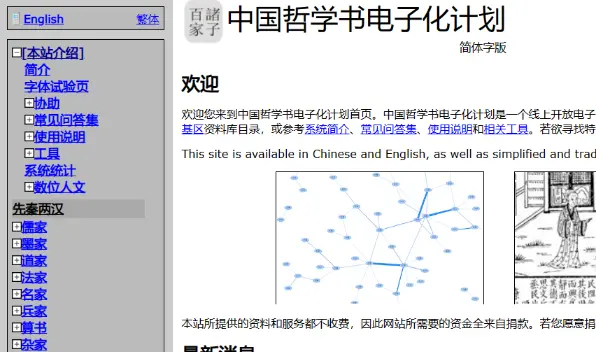 English 繁体
[本站介绍]
简介
字体试验页
协助
常见问答集
使用说明
工具
系统统计
数位人文
先秦两汉
儒家
墨家
道家
法家
名家
兵家
算书
杂家
諸子
百家
中国哲学书电子化计划
简体字版
欢迎
欢迎您来到中国哲学书电子化计划首页。中国哲学书电子化计划是一个线上开放电子
基区资料库目录，或参考系统简介、常见问答集、使用说明和相关工具。若欲寻找特
This site is available in Chinese and English, as well as simplified and trad
本站所提供的资料和服务都不收费，因此网站所需要的资金全来自捐款。若您愿意捐
最新消息